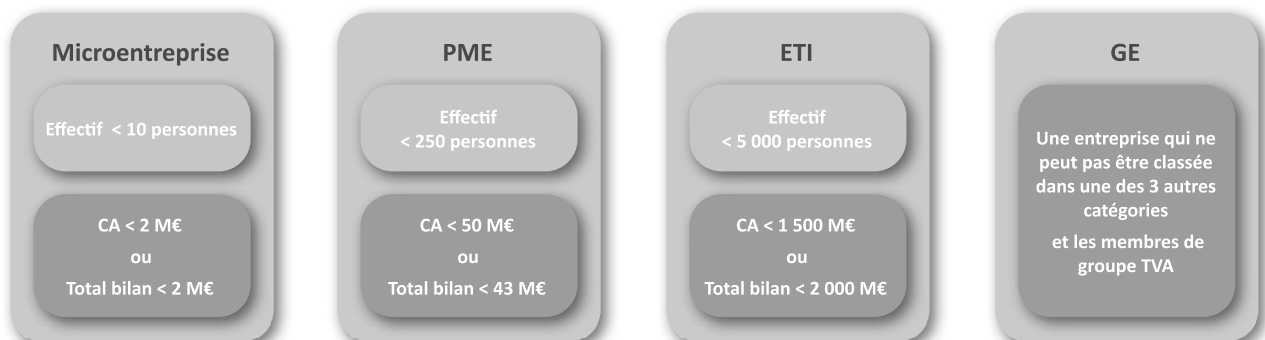 Microentreprise
Effectif < 10 personnes
CA < 2 M€
ou
Total bilan < 2 M€
PME
Effectif
< 250 personnes
CA < 50 M€
ou
Total bilan < 43 M€
ETI
Effectif
< 5 000 personnes
CA < 1 500 M€
ou
Total bilan < 2 000 M€
GE
Une entreprise qui ne
peut pas être classée
dans une des 3 autres
catégories
et les membres de
groupe TVA